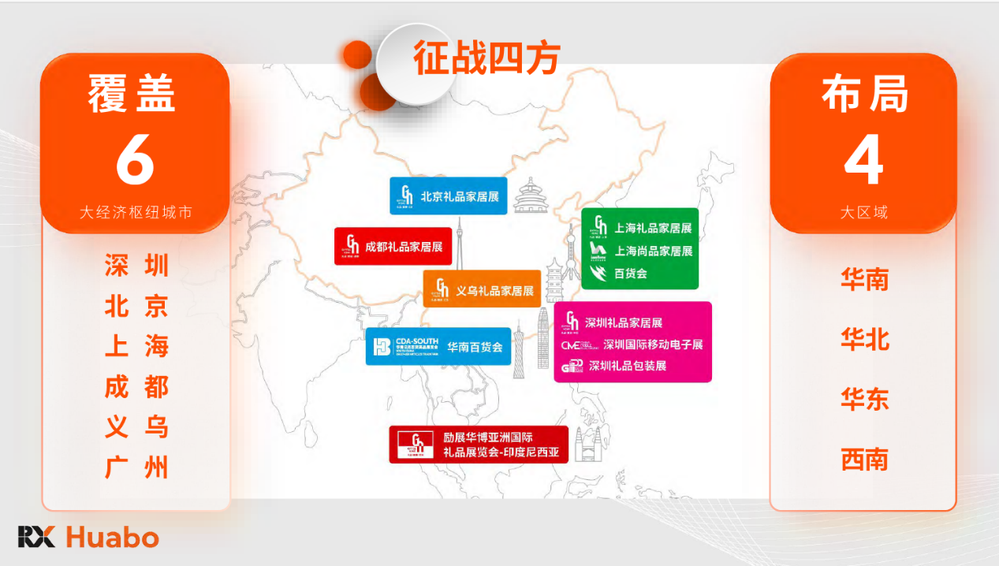 征战四方
覆盖
6
大经济枢纽城市
深圳
北京
上海
成都
义乌
广州
北京礼品家居展
成都礼品家居展
义乌礼品家居展
CDA-SOUTH
华南百货会
上海礼品家居展
上海尚品家居展
百货会
深圳礼品家居展
CME 深圳国际移动电子展
深圳礼品包装展
励展华博亚洲国际
礼品展览会-印度尼西亚
布局
4
大区域
华南
华北
华东
西南
RX Huabo